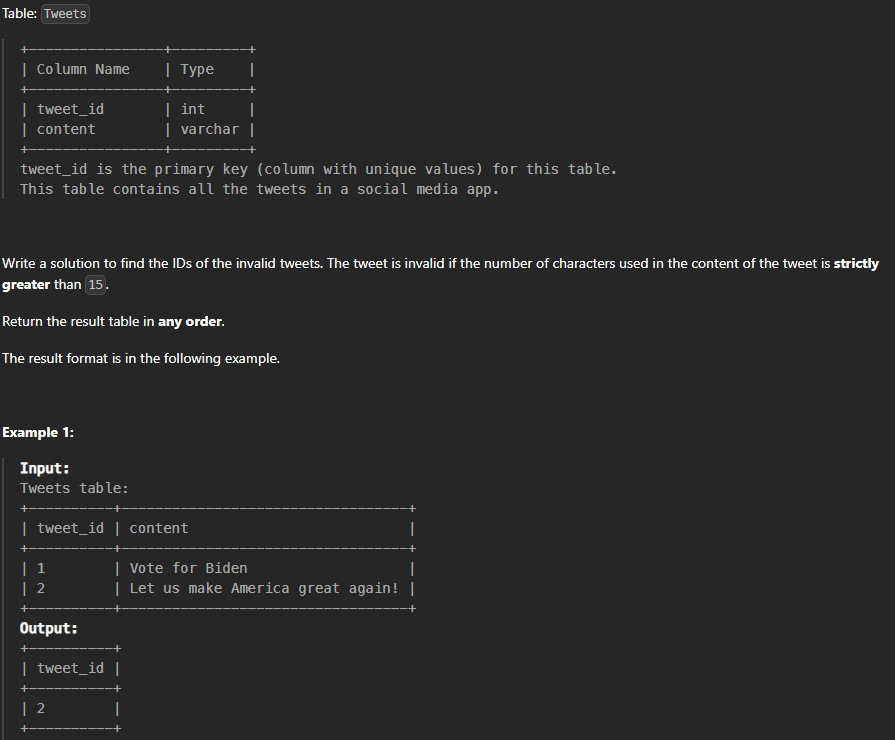 Table: Tweets
+----------------+---------+
| Column Name    | Type    |
+----------------+---------+
| tweet_id       | int     |
| content        | varchar |
+----------------+---------+
tweet_id is the primary key (column with unique values) for this table.
This table contains all the tweets in a social media app.
Write a solution to find the IDs of the invalid tweets. The tweet is invalid if the number of characters used in the content of the tweet is strictly
greater than 15.
Return the result table in any order.
The result format is in the following example.
Example 1:
Input:
Tweets table:
+----------+----------------------------------+
| tweet_id | content                          |
+----------+----------------------------------+
| 1        | Vote for Biden                   |
| 2        | Let us make America great again! |
+----------+----------------------------------+
Output:
+----------+
| tweet_id |
+----------+
| 2        |
+----------+